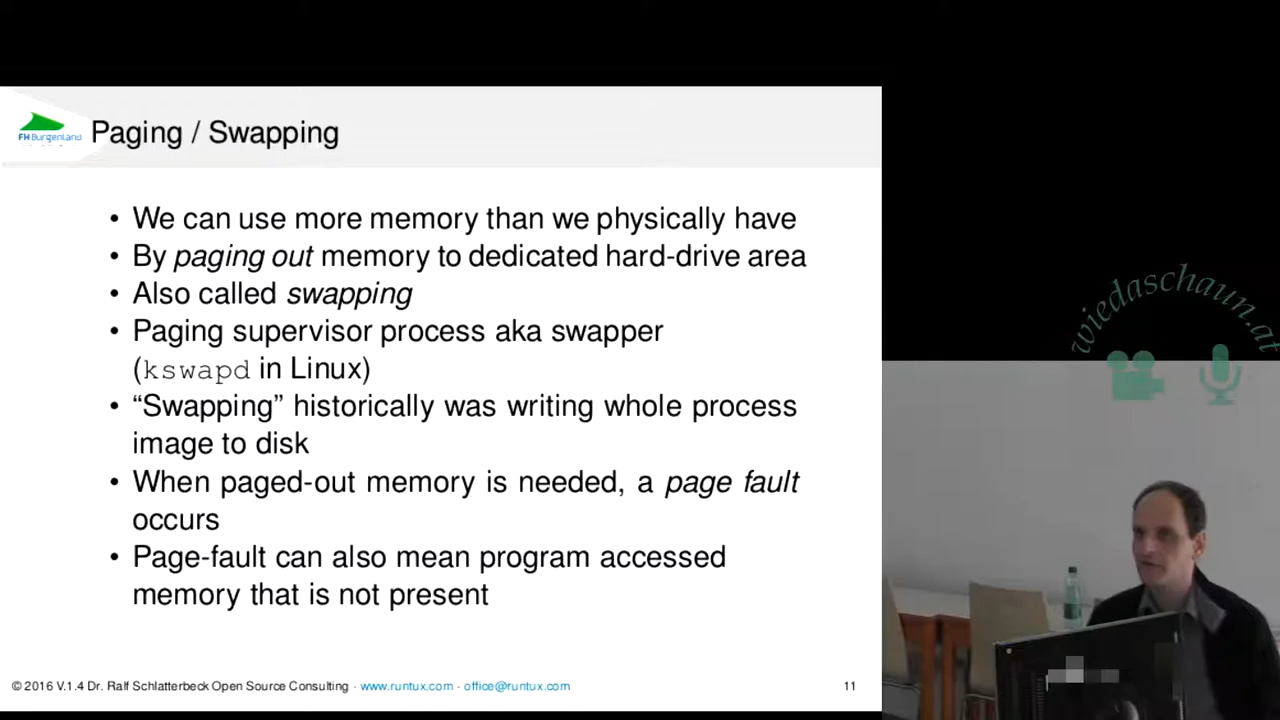 FH Burgenland
Paging / Swapping
• We can use more memory than we physically have
• By paging out memory to dedicated hard-drive area
• Also called swapping
• Paging supervisor process aka swapper
(kswapd in Linux)
• “Swapping” historically was writing whole process
image to disk
• When paged-out memory is needed, a page fault
occurs
• Page-fault can also mean program accessed
memory that is not present
© 2016 V.1.4 Dr. Ralf Schlatterbeck Open Source Consulting · www.runtux.com · office@runtux.com
11
wiedaschaun.at